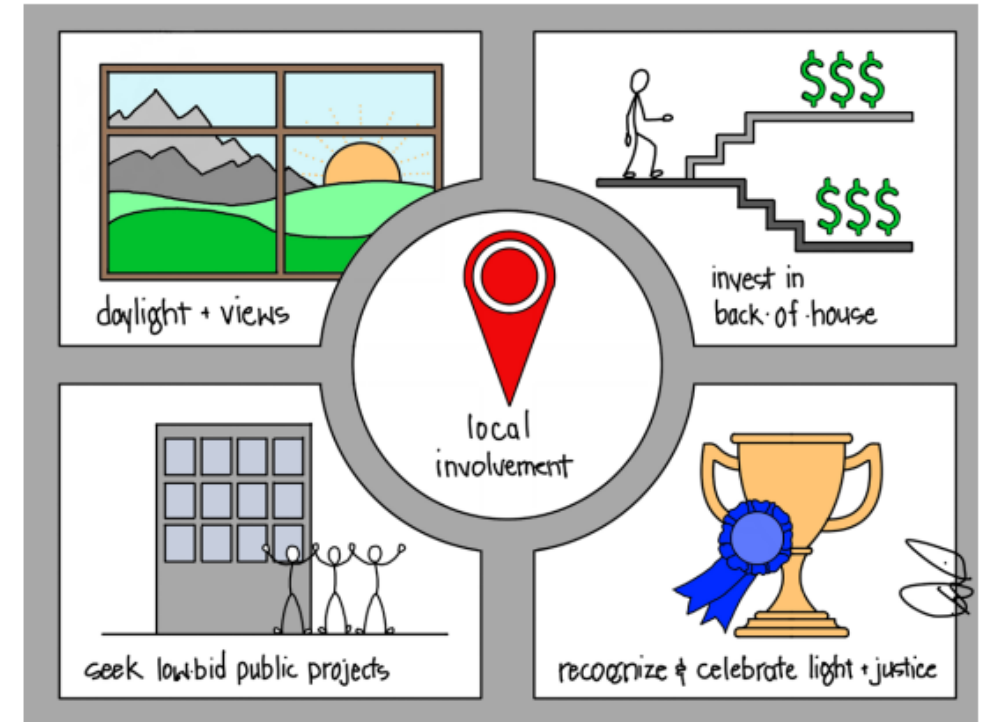 $$$
$$$
daylight + views
invest in
back·of·house
local
involvement
seek low·bid public projects
recognize & celebrate light + justice